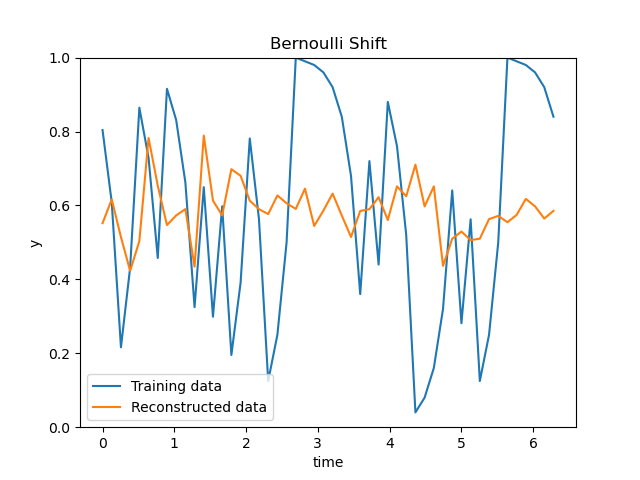 Bernoulli Shift
1.0
0.8
0.6
0.4
0.2
0.0
y
Training data
Reconstructed data
0 1 2 3 4 5 6
time